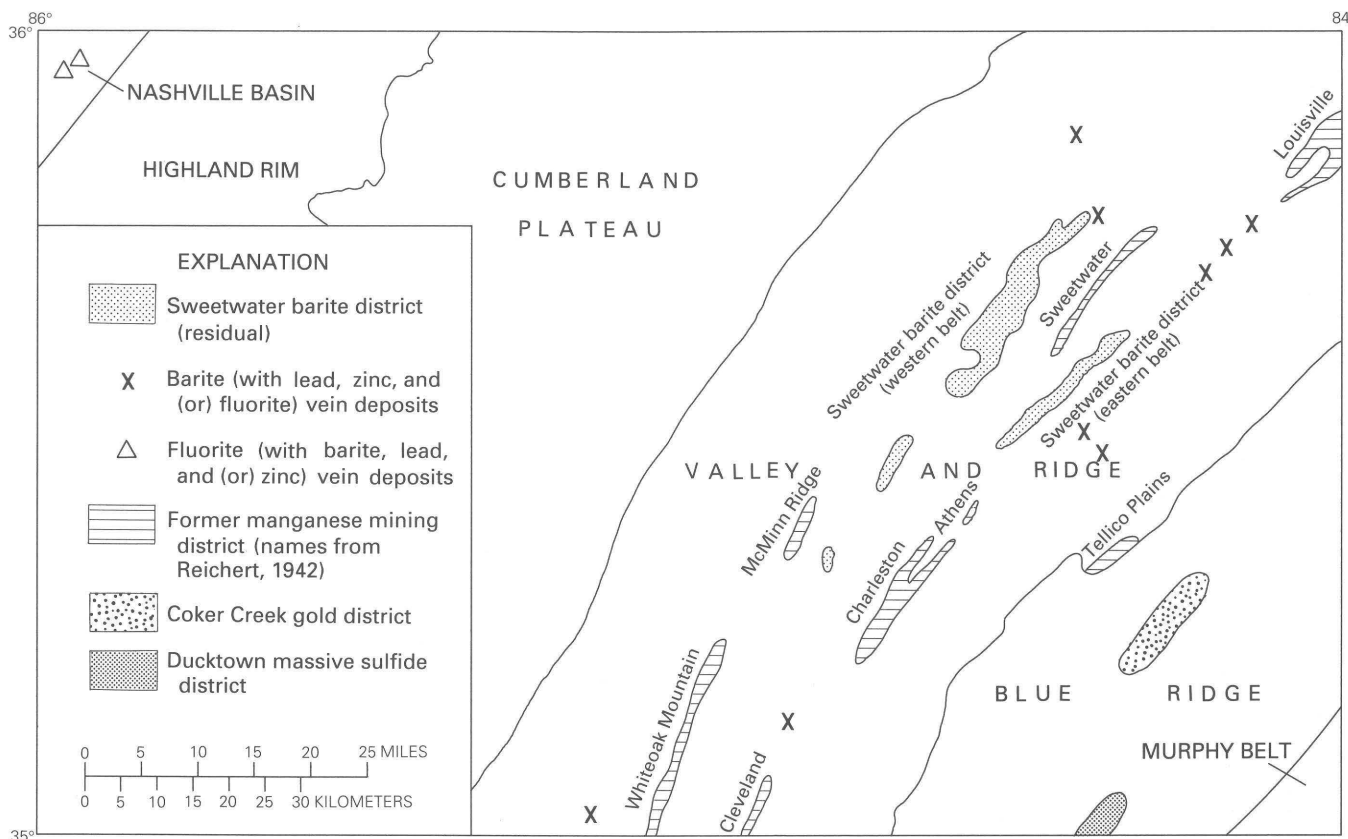 86°
84
36°
NASHVILLE BASIN
HIGHLAND RIM
CUMBERLAND
PLATEAU
Louisville
Sweetwater barite district
(western belt)
Sweetwater
Sweetwater barite district
(eastern belt)
VALLEY AND RIDGE
McMinn Ridge
Athens
Charleston
Tellico Plains
Whiteoak Mountain
Cleveland
BLUE RIDGE
MURPHY BELT
35°
EXPLANATION
Sweetwater barite district
(residual)
X Barite (with lead, zinc, and
(or) fluorite) vein deposits
Fluorite (with barite, lead,
and (or) zinc) vein deposits
Former manganese mining
district (names from
Reichert, 1942)
Coker Creek gold district
Ducktown massive sulfide
district
0 5 10 15 20 25 MILES
0 5 10 15 20 25 30 KILOMETERS
X
X
X
X
X
X
X
X
X